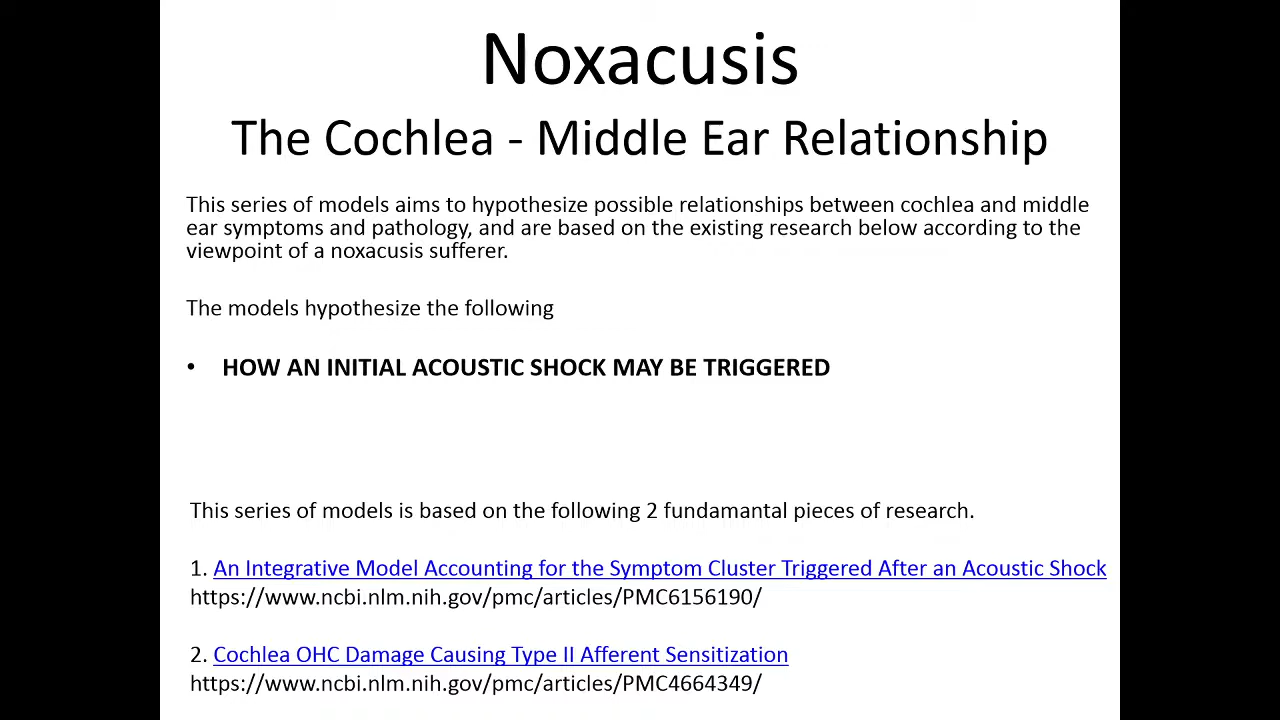 Noxacusis
The Cochlea - Middle Ear Relationship
This series of models aims to hypothesize possible relationships between cochlea and middle
ear symptoms and pathology, and are based on the existing research below according to the
viewpoint of a noxacusis sufferer.
The models hypothesize the following
• HOW AN INITIAL ACOUSTIC SHOCK MAY BE TRIGGERED
This series of models is based on the following 2 fundamantal pieces of research.
1. An Integrative Model Accounting for the Symptom Cluster Triggered After an Acoustic Shock
https://www.ncbi.nlm.nih.gov/pmc/articles/PMC6156190/
2. Cochlea OHC Damage Causing Type II Afferent Sensitization
https://www.ncbi.nlm.nih.gov/pmc/articles/PMC4664349/